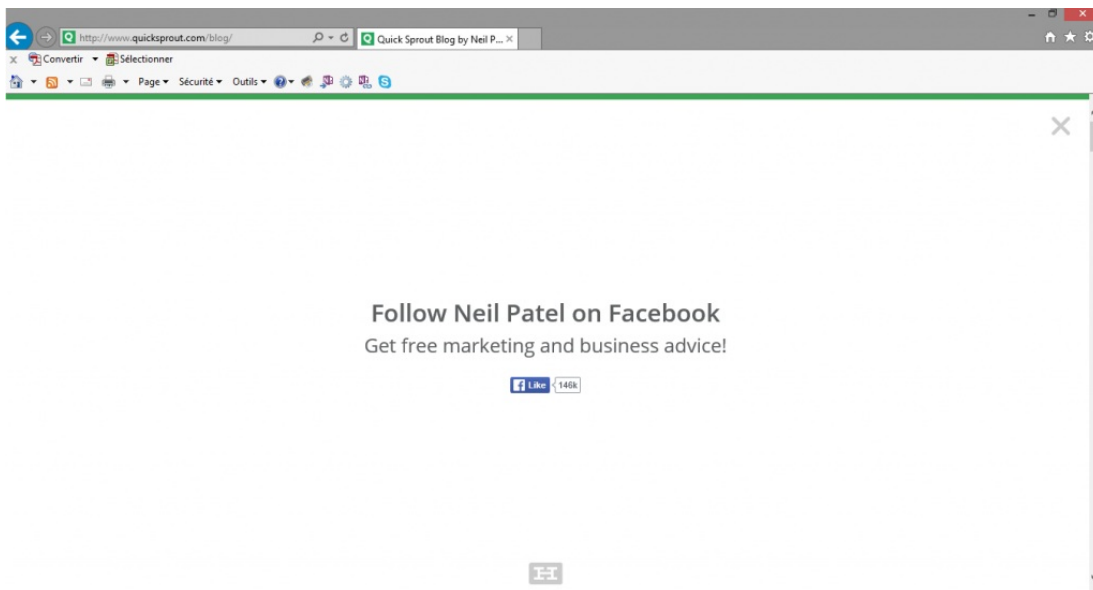 http://www.quicksprout.com/blog/
Quick Sprout Blog by Neil P...
x Convertir Sélectionner
Page Sécurité Outils
Follow Neil Patel on Facebook
Get free marketing and business advice!
Like 146k